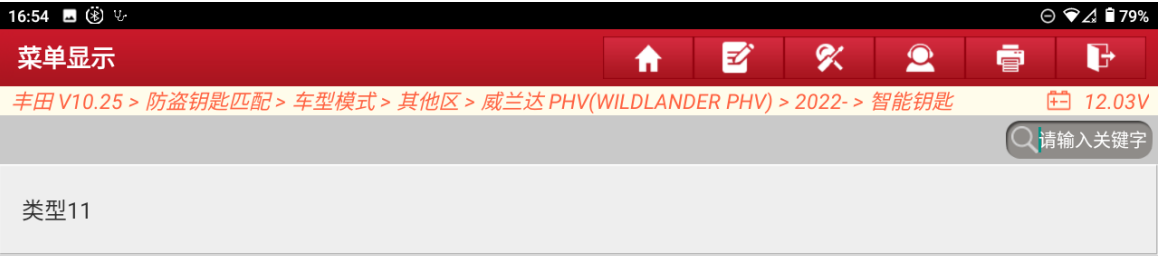 16:54 79%
菜单显示
丰田 V10.25 > 防盗钥匙匹配 > 车型模式 > 其他区 > 威兰达 PHV(WILDLANDER PHV) > 2022- > 智能钥匙 12.03V
请输入关键字
类型11